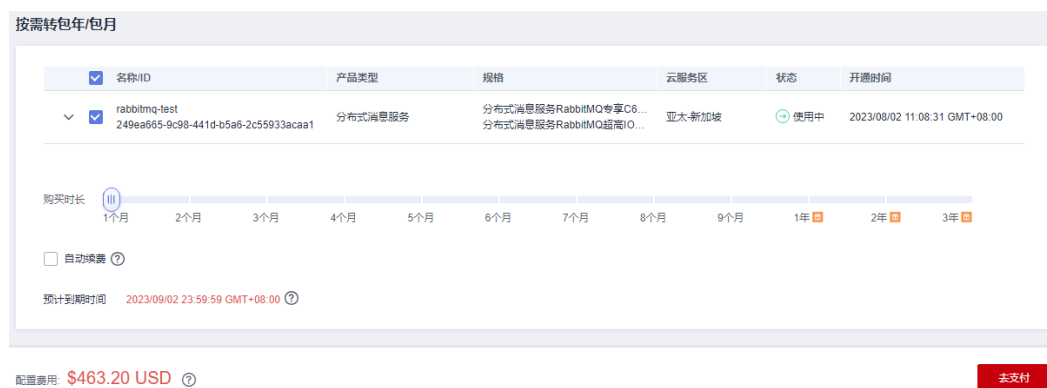 按需转包年/包月
名称/ID 产品类型 规格 云服务区 状态 开通时间
rabbitmq-test
249ea665-9c98-441d-b5a6-2c55933acaa1
分布式消息服务
分布式消息服务RabbitMQ专享C6...
分布式消息服务RabbitMQ超高IO...
亚太-新加坡
使用中
2023/08/02 11:08:31 GMT+08:00
购买时长
1个月 2个月 3个月 4个月 5个月 6个月 7个月 8个月 9个月 1年 2年 3年
自动续费 ?
预计到期时间 2023/09/02 23:59:59 GMT+08:00 ?
配置费用: $463.20 USD ?
去支付